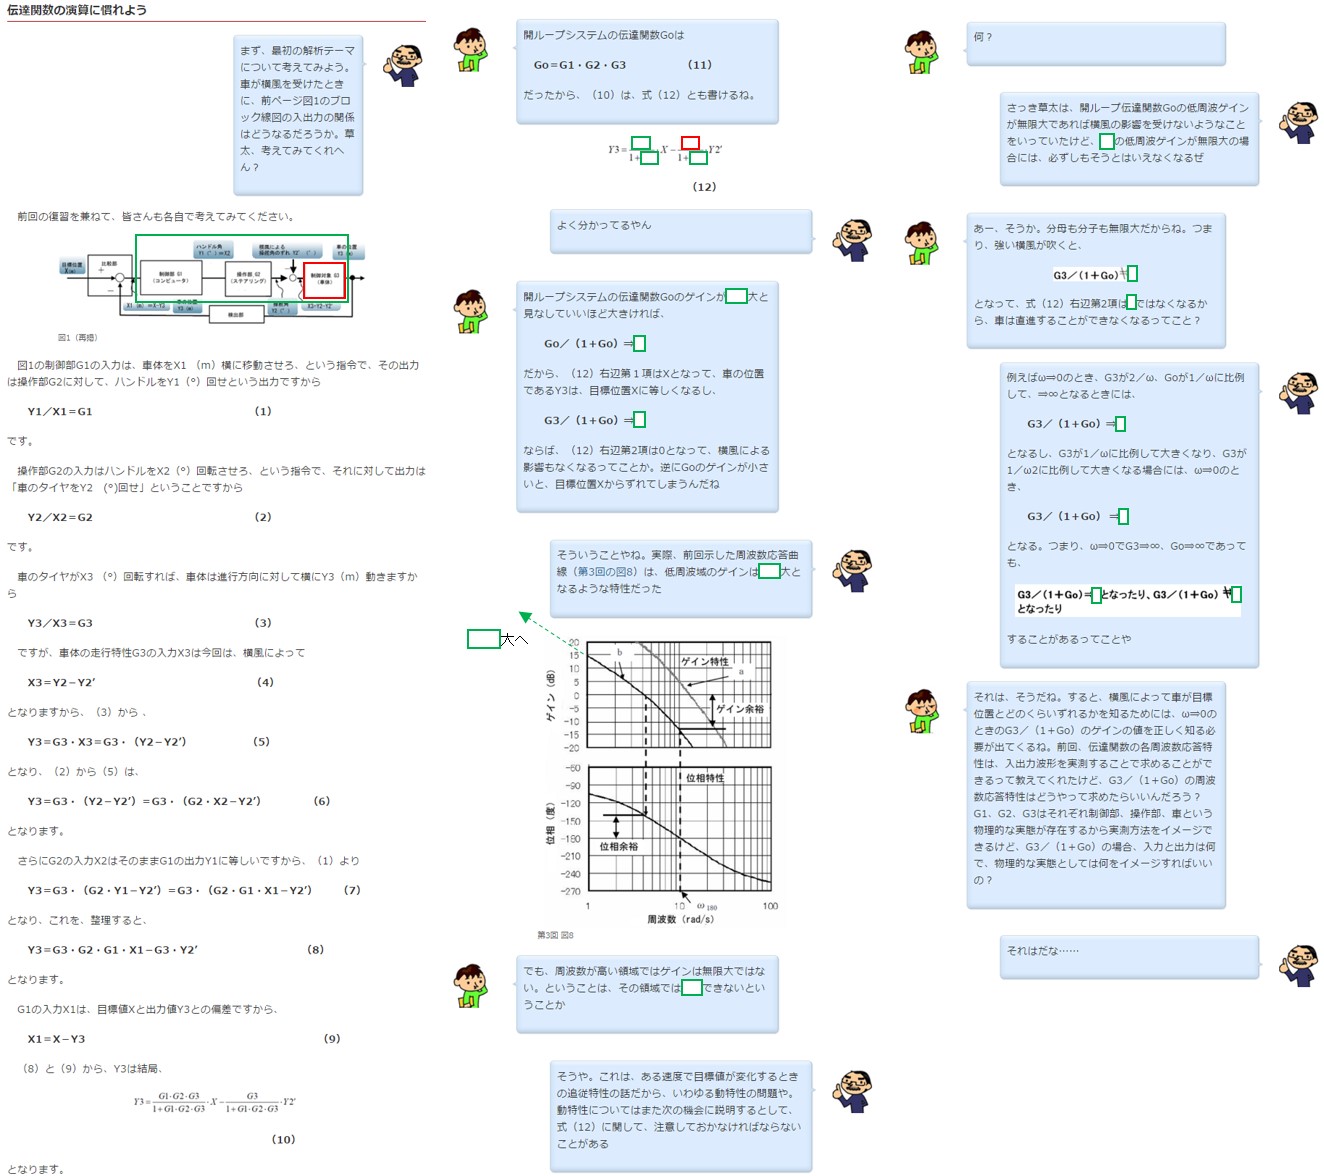 伝達関数の演算に慣れよう
まず、最初の解析テーマ
について考えてみよう。
車が横風を受けたとき
に、前ページ図1のブロ
ック線図の入出力の関係
はどうなるだろうか。草
太、考えてみてくれへ
ん？
前回の復習を兼ねて、皆さんも各自で考えてみてください。
目標位置
X(m)
比較部
+
−
制御部 G1
(コンピュータ)
ハンドル角
操作部 G2
(ステアリング)
車の位置
制御対象 G3
(車体)
検出部
図1（再掲）
図1の制御部G1の入力は、車体をX1 （m）横に移動させろ、という指令で、その出力
は操作部G2に対して、ハンドルをY1（°）回せという出力ですから
Y1／X1＝G1 （1）
です。
操作部G2の入力はハンドルをX2（°）回転させろ、という指令で、それに対して出力は
「車のタイヤをY2 （°)回せ」ということですから
Y2／X2＝G2 （2）
です。
車のタイヤがX3 （°）回転すれば、車体は進行方向に対して横にY3（m）動きますか
ら
Y3／X3＝G3 （3）
ですが、車体の走行特性G3の入力X3は今回は、横風によって
X3＝Y2−Y2′ （4）
となりますから、（3）から 、
Y3＝G3・X3＝G3・（Y2−Y2′） （5）
となり、（2）から（5）は、
Y3＝G3・（Y2−Y2′）＝G3・（G2・X2−Y2′） （6）
となります。
さらにG2の入力X2はそのままG1の出力Y1に等しいですから、（1）より
Y3＝G3・（G2・Y1−Y2′）＝G3・（G2・G1・X1−Y2′） （7）
となり、これを、整理すると、
Y3＝G3・G2・G1・X1−G3・Y2′ （8）
となります。
G1の入力X1は、目標値Xと出力値Y3との偏差ですから、
X1＝X−Y3 （9）
（8）と（9）から、Y3は結局、
Y3 = G1·G2·G3 / 1+G1·G2·G3 · X − G3 / 1+G1·G2·G3 · Y2′
（10）
となります。
開ループシステムの伝達関数Goは
Go＝G1・G2・G3 （11）
だったから、（10）は、式（12）とも書けるね。
Y3 = 1+ X − 1+ Y2′
（12）
よく分かってるやん
開ループシステムの伝達関数Goのゲインが 大と
見なしていいほど大きければ、
Go／（1＋Go）⇒
だから、（12）右辺第１項はXとなって、車の位置
であるY3は、目標位置Xに等しくなるし、
G3／（1＋Go）⇒
ならば、（12）右辺第2項は0となって、横風による
影響もなくなるってことか。逆にGoのゲインが小さ
いと、目標位置Xからずれてしまうんだね
そういうことやね。実際、前回示した周波数応答曲
線（第3回の図8）は、低周波域のゲインは 大と
なるような特性だった
大へ
20
15
10
5
0
−5
−10
−15
−20
ゲイン（dB）
b
a
ゲイン特性
ゲイン余裕
−60
−90
−120
−150
−180
−210
−240
−270
位相（度）
位相特性
位相余裕
1 10 ω180 100
周波数（rad/s）
第3回 図8
でも、周波数が高い領域ではゲインは無限大ではな
い。ということは、その領域では できないとい
うことか
そうや。これは、ある速度で目標値が変化するとき
の追従特性の話だから、いわゆる動特性の問題や。
動特性についてはまた次の機会に説明するとして、
式（12）に関して、注意しておかなければならない
ことがある
何？
さっき草太は、開ループ伝達関数Goの低周波ゲイン
が無限大であれば横風の影響を受けないようなこと
をいっていたけど、 の低周波ゲインが無限大の場
合には、必ずしもそうとはいえなくなるぜ
あー、そうか。分母も分子も無限大だからね。つま
り、強い横風が吹くと、
G3／（1＋Go）≠
となって、式（12）右辺第2項は ではなくなるか
ら、車は直進することができなくなるってこと？
例えばω⇒0のとき、G3が2／ω、Goが1／ωに比例
して、⇒∞となるときには、
G3／（1＋Go）⇒
となるし、G3が1／ωに比例して大きくなり、G3が
1／ω2に比例して大きくなる場合には、ω⇒0のと
き、
G3／（1＋Go） ⇒
となる。つまり、ω⇒0でG3⇒∞、Go⇒∞であって
も、
G3／（1＋Go）⇒ となったり、G3／（1＋Go）≠
となったり
することがあるってことや
それは、そうだね。すると、横風によって車が目標
位置とどのくらいずれるかを知るためには、ω⇒0の
ときのG3／（1＋Go）のゲインの値を正しく知る必
要が出てくるね。前回、伝達関数の各周波数応答特
性は、入出力波形を実測することで求めることがで
きるって教えてくれたけど、G3／（1＋Go）の周波
数応答特性はどうやって求めたらいいんだろう？
G1、G2、G3はそれぞれ制御部、操作部、車という
物理的な実態が存在するから実測方法をイメージで
きるけど、G3／（1＋Go）の場合、入力と出力は何
で、物理的な実態としては何をイメージすればいい
の？
それはだな……